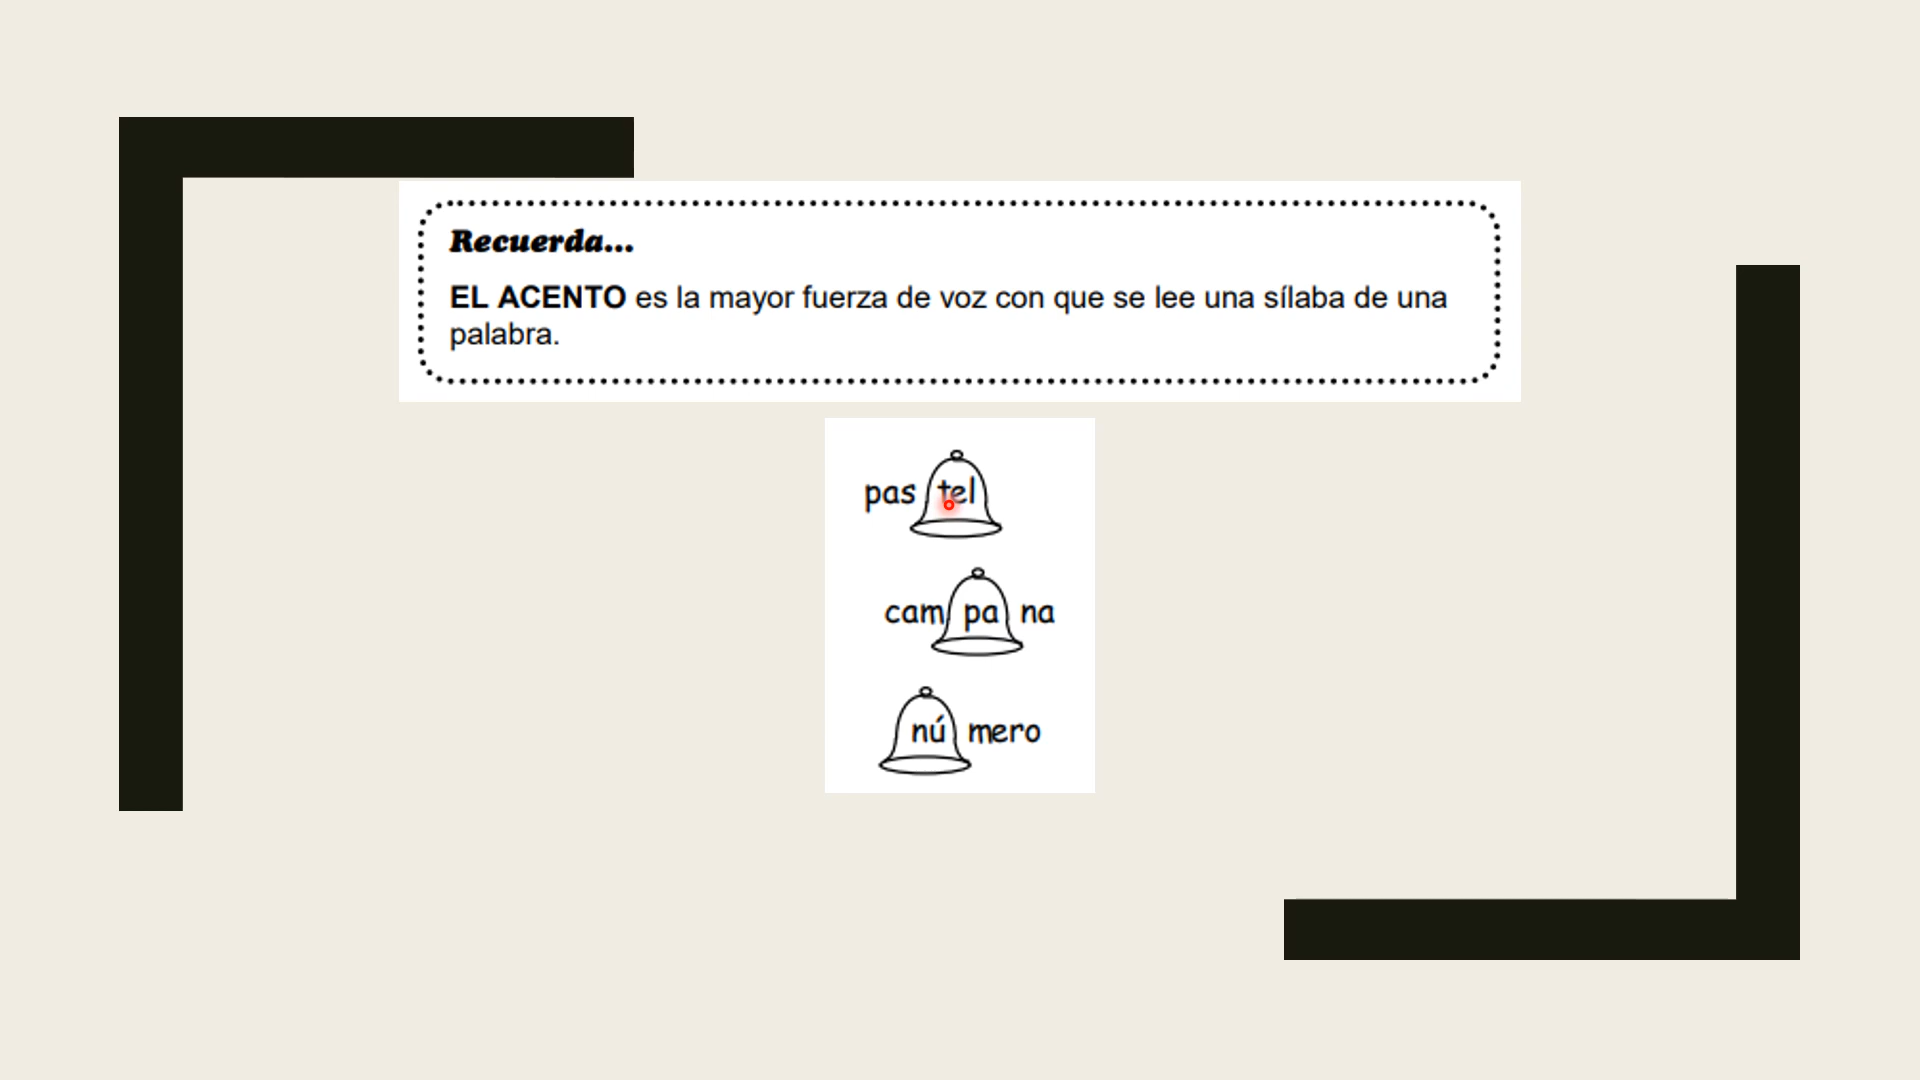 Recuerda...
EL ACENTO es la mayor fuerza de voz con que se lee una sílaba de una
palabra.
pas tel
cam pa na
nú mero